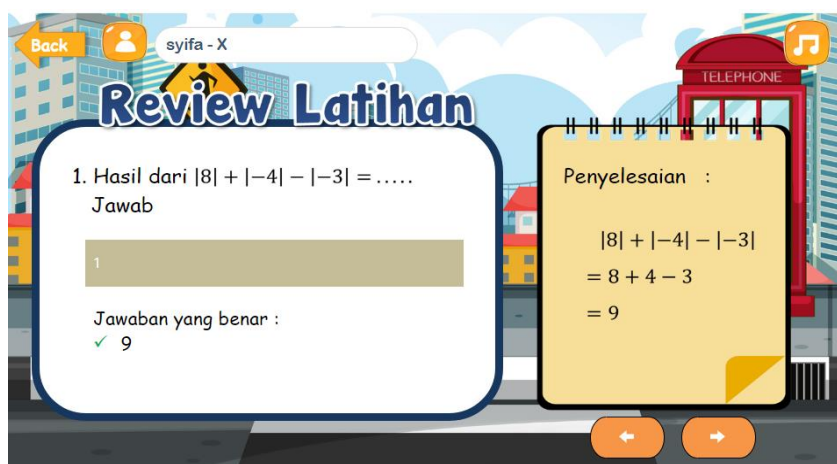 Back
syifa - X
TELEPHONE
Review Latihan
1. Hasil dari |8| + |−4| − |−3| = .....
Jawab
1
Jawaban yang benar :
✓ 9
Penyelesaian :
|8| + |−4| − |−3|
= 8 + 4 − 3
= 9